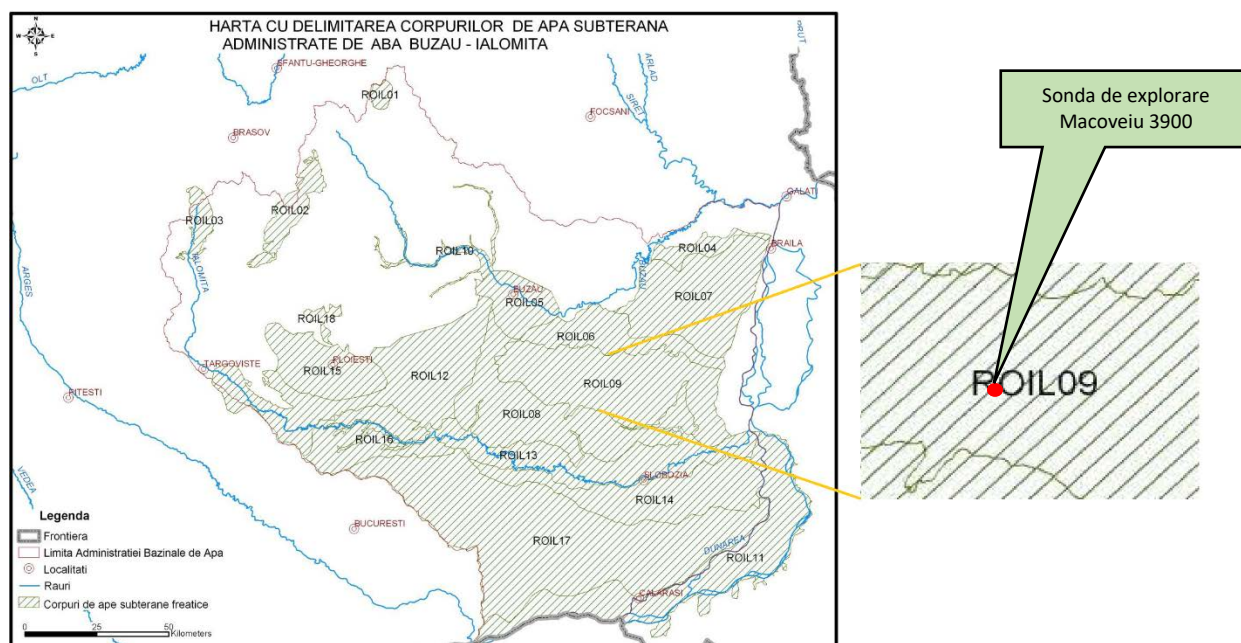 HARTA CU DELIMITAREA CORPURILOR DE APA SUBTERANA
ADMINISTRATE DE ABA BUZAU - IALOMITA
N
W E
S
OLT
SFANTU-GHEORGHE
ROIL01
BRASOV
FOCSANI
SIRET
PRUT
GALATI
ROIL03
ROIL02
IALOMITA
ROIL19
ROIL04
BRAILA
BUZAU
ARGES
BUZAU
ROIL05
ROIL07
ROIL18
ROIL06
TARGOVISTE
PLOIESTI
ROIL15
ROIL12
ROIL09
PITESTI
ROIL08
ROIL16
ROIL13
SLOBOZIA
ROIL14
VEDEA
BUCURESTI
ROIL17
DUNAREA
ROIL11
CALARASI
Legenda
Frontiera
Limita Administratiei Bazinale de Apa
Localitati
Rauri
Corpuri de ape subterane freatice
0 25 50
Kilometers
Sonda de explorare
Macoveiu 3900
ROIL09